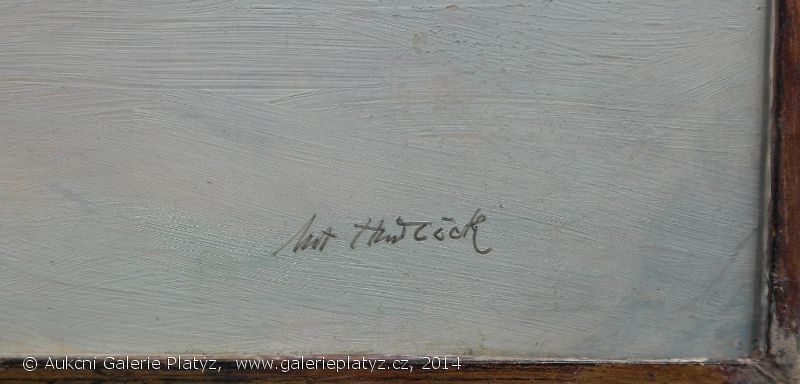 Ant Hudeček
© Aukční Galerie Platýz, www.galerieplatyz.cz, 2014